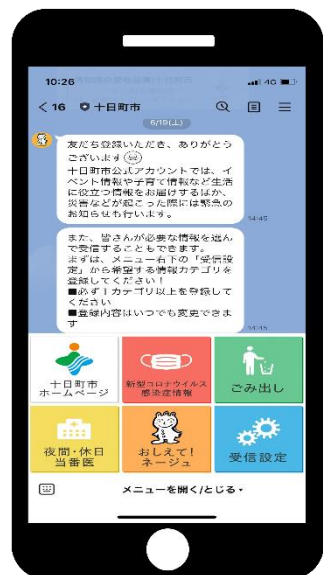 10:26
4G
16
十日町市
6/19(土)
友だち登録いただき、ありがとう
ございます
十日町市公式アカウントでは、イ
ベント情報や子育て情報など生活
に役立つ情報をお届けするほか、
災害などが起こった際には緊急の
お知らせも行います。
14:45
また、皆さんが必要な情報を選ん
で受信することもできます。
まずは、メニュー右下の「受信設
定」から希望する情報カテゴリを
登録してください!
■必ず1カテゴリ以上を登録して
ください
■登録内容はいつでも変更できま
す
14:45
十日町市
ホームページ
新型コロナウイルス
感染症情報
ごみ出し
夜間・休日
当番医
おしえて!
ネージュ
受信設定
メニューを開く/とじる